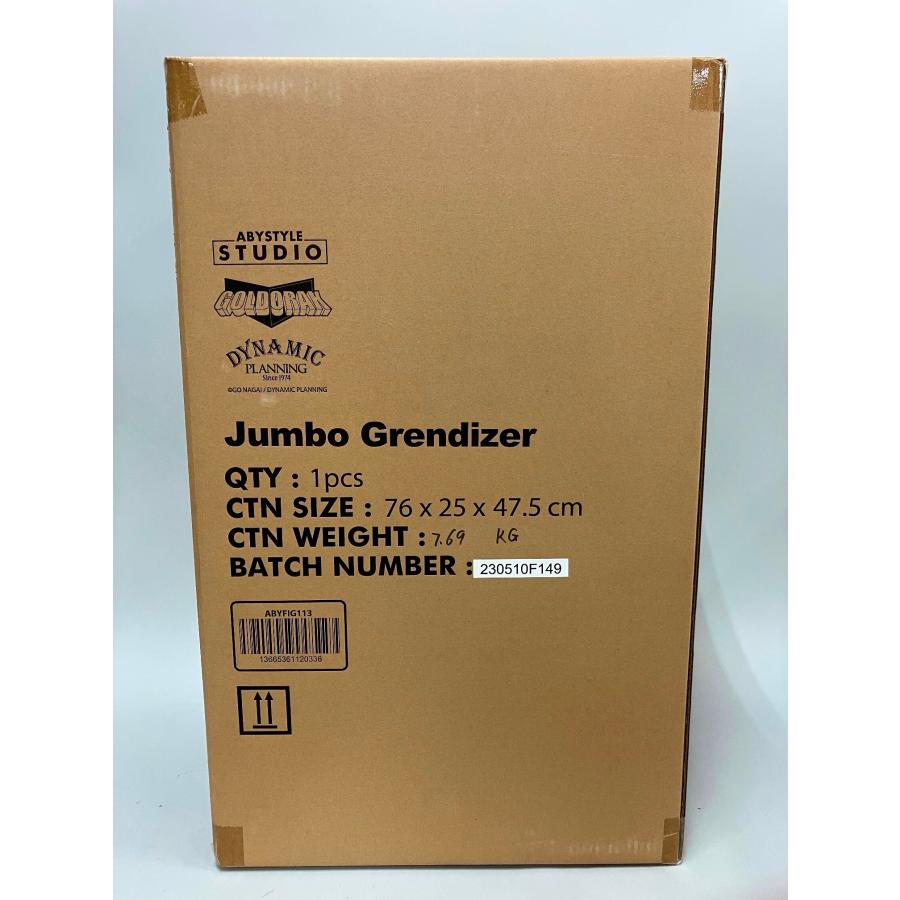 ABYSTYLE
STUDIO
GOLDORAK
DYNAMIC
PLANNING
Since 1974
©GO NAGAI / DYNAMIC PLANNING
Jumbo Grendizer
QTY : 1pcs
CTN SIZE : 76 x 25 x 47.5 cm
CTN WEIGHT : 7.69 KG
BATCH NUMBER : 230510F149
ABYFIG113
13665361120336